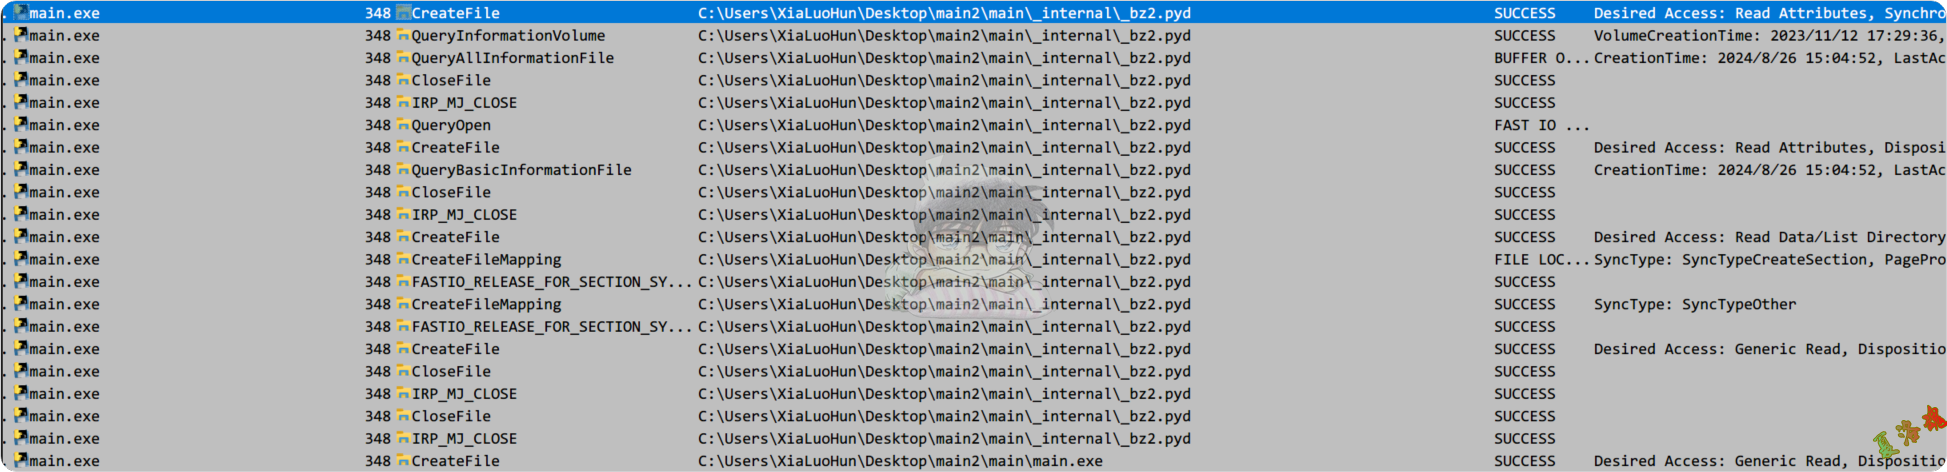 main.exe 348 CreateFile C:\Users\XiaLuoHun\Desktop\main2\main\_internal\_bz2.pyd SUCCESS Desired Access: Read Attributes, Synchro
main.exe 348 QueryInformationVolume C:\Users\XiaLuoHun\Desktop\main2\main\_internal\_bz2.pyd SUCCESS VolumeCreationTime: 2023/11/12 17:29:36,
main.exe 348 QueryAllInformationFile C:\Users\XiaLuoHun\Desktop\main2\main\_internal\_bz2.pyd BUFFER O... CreationTime: 2024/8/26 15:04:52, LastAc
main.exe 348 CloseFile C:\Users\XiaLuoHun\Desktop\main2\main\_internal\_bz2.pyd SUCCESS
main.exe 348 IRP_MJ_CLOSE C:\Users\XiaLuoHun\Desktop\main2\main\_internal\_bz2.pyd SUCCESS
main.exe 348 QueryOpen C:\Users\XiaLuoHun\Desktop\main2\main\_internal\_bz2.pyd FAST IO ...
main.exe 348 CreateFile C:\Users\XiaLuoHun\Desktop\main2\main\_internal\_bz2.pyd SUCCESS Desired Access: Read Attributes, Disposi
main.exe 348 QueryBasicInformationFile C:\Users\XiaLuoHun\Desktop\main2\main\_internal\_bz2.pyd SUCCESS CreationTime: 2024/8/26 15:04:52, LastAc
main.exe 348 CloseFile C:\Users\XiaLuoHun\Desktop\main2\main\_internal\_bz2.pyd SUCCESS
main.exe 348 IRP_MJ_CLOSE C:\Users\XiaLuoHun\Desktop\main2\main\_internal\_bz2.pyd SUCCESS
main.exe 348 CreateFile C:\Users\XiaLuoHun\Desktop\main2\main\_internal\_bz2.pyd SUCCESS Desired Access: Read Data/List Directory
main.exe 348 CreateFileMapping C:\Users\XiaLuoHun\Desktop\main2\main\_internal\_bz2.pyd FILE LOC... SyncType: SyncTypeCreateSection, PagePro
main.exe 348 FASTIO_RELEASE_FOR_SECTION_SY... C:\Users\XiaLuoHun\Desktop\main2\main\_internal\_bz2.pyd SUCCESS
main.exe 348 CreateFileMapping C:\Users\XiaLuoHun\Desktop\main2\main\_internal\_bz2.pyd SUCCESS SyncType: SyncTypeOther
main.exe 348 FASTIO_RELEASE_FOR_SECTION_SY... C:\Users\XiaLuoHun\Desktop\main2\main\_internal\_bz2.pyd SUCCESS
main.exe 348 CreateFile C:\Users\XiaLuoHun\Desktop\main2\main\_internal\_bz2.pyd SUCCESS Desired Access: Generic Read, Dispositio
main.exe 348 CloseFile C:\Users\XiaLuoHun\Desktop\main2\main\_internal\_bz2.pyd SUCCESS
main.exe 348 IRP_MJ_CLOSE C:\Users\XiaLuoHun\Desktop\main2\main\_internal\_bz2.pyd SUCCESS
main.exe 348 CloseFile C:\Users\XiaLuoHun\Desktop\main2\main\_internal\_bz2.pyd SUCCESS
main.exe 348 IRP_MJ_CLOSE C:\Users\XiaLuoHun\Desktop\main2\main\_internal\_bz2.pyd SUCCESS
main.exe 348 CreateFile C:\Users\XiaLuoHun\Desktop\main2\main\main.exe SUCCESS Desired Access: Generic Read, Dispositio